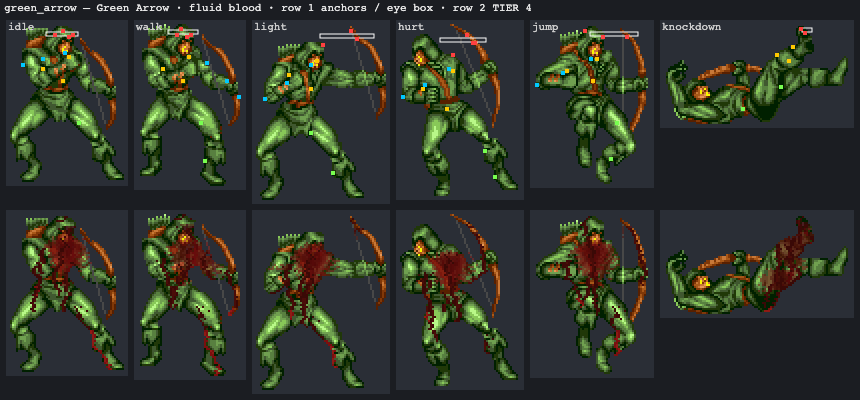 green_arrow — Green Arrow · fluid blood · row 1 anchors / eye box · row 2 TIER 4
idle walk light hurt jump knockdown